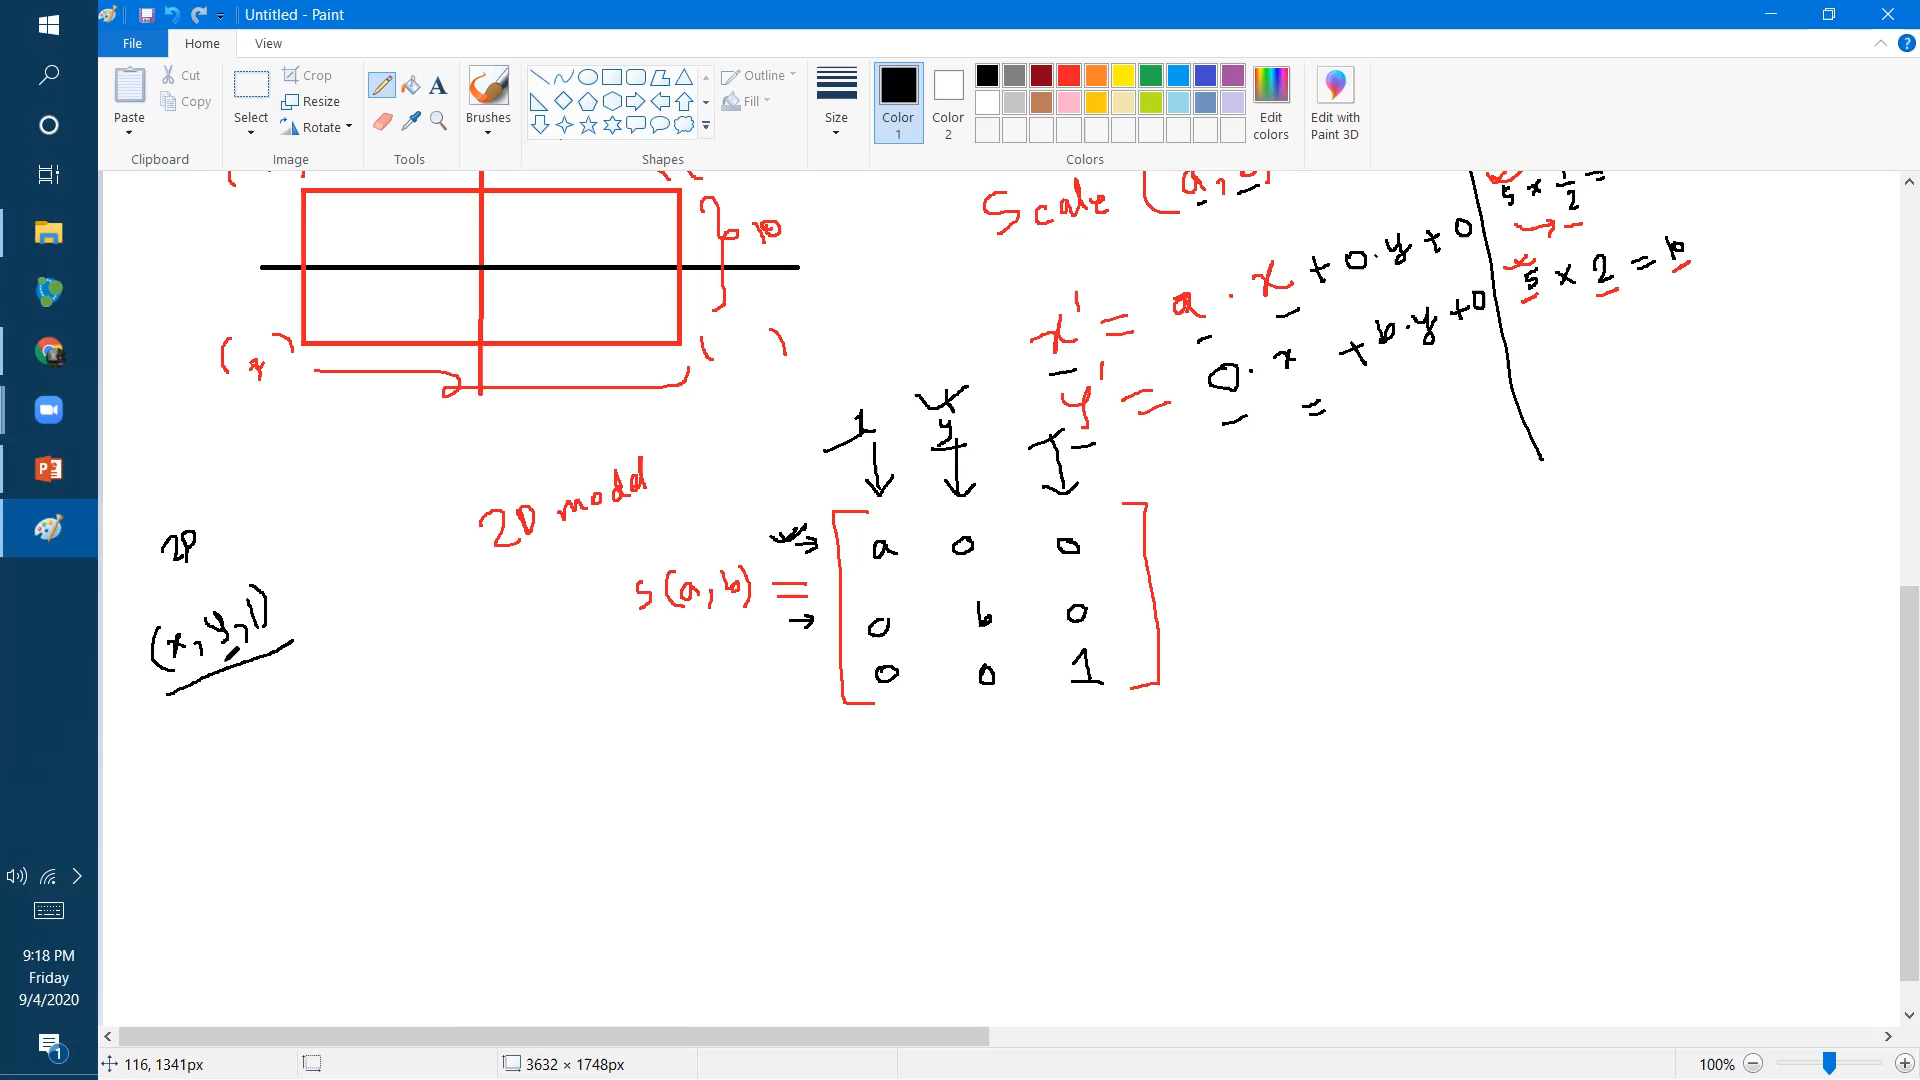 Untitled - Paint
File Home View
Paste
Cut
Copy
Clipboard
Select
Crop
Resize
Rotate
Image
Tools
Brushes
Shapes
Outline
Fill
Size
Color 1
Color 2
Colors
Edit colors
Edit with Paint 3D
10
Scale (a, b)
5 x 1/2 =
5 x 2 = 10
x' = a . x + 0.y + 0
y' = 0 . x + b.y + 0
=
(x )
( )
y
2D model
2D
(x, y, 1)
s(a, b) =
a 0 0
0 b 0
0 0 1
9:18 PM
Friday
9/4/2020
1
116, 1341px
3632 × 1748px
100%